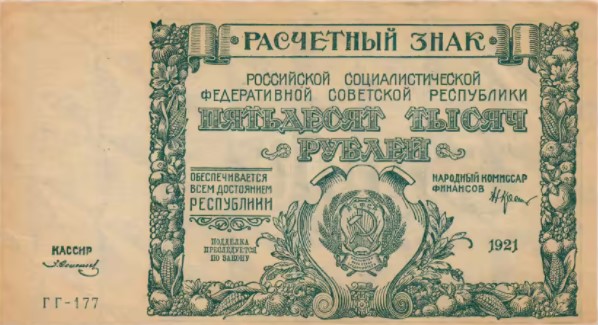 РАСЧЕТНЫЙ ЗНАК
РОССИЙСКОЙ СОЦИАЛИСТИЧЕСКОЙ
ФЕДЕРАТИВНОЙ СОВЕТСКОЙ РЕСПУБЛИКИ
ПЯТЬДЕСЯТ ТЫСЯЧ
РУБЛЕЙ
ОБЕСПЕЧИВАЕТСЯ
ВСЕМ ДОСТОЯНИЕМ
РЕСПУБЛИКИ
НАРОДНЫЙ КОМИССАР
ФИНАНСОВ
ПОДДЕЛКА
ПРЕСЛЕДУЕТСЯ
ПО ЗАКОНУ
1921
КАССИР
ГГ-177